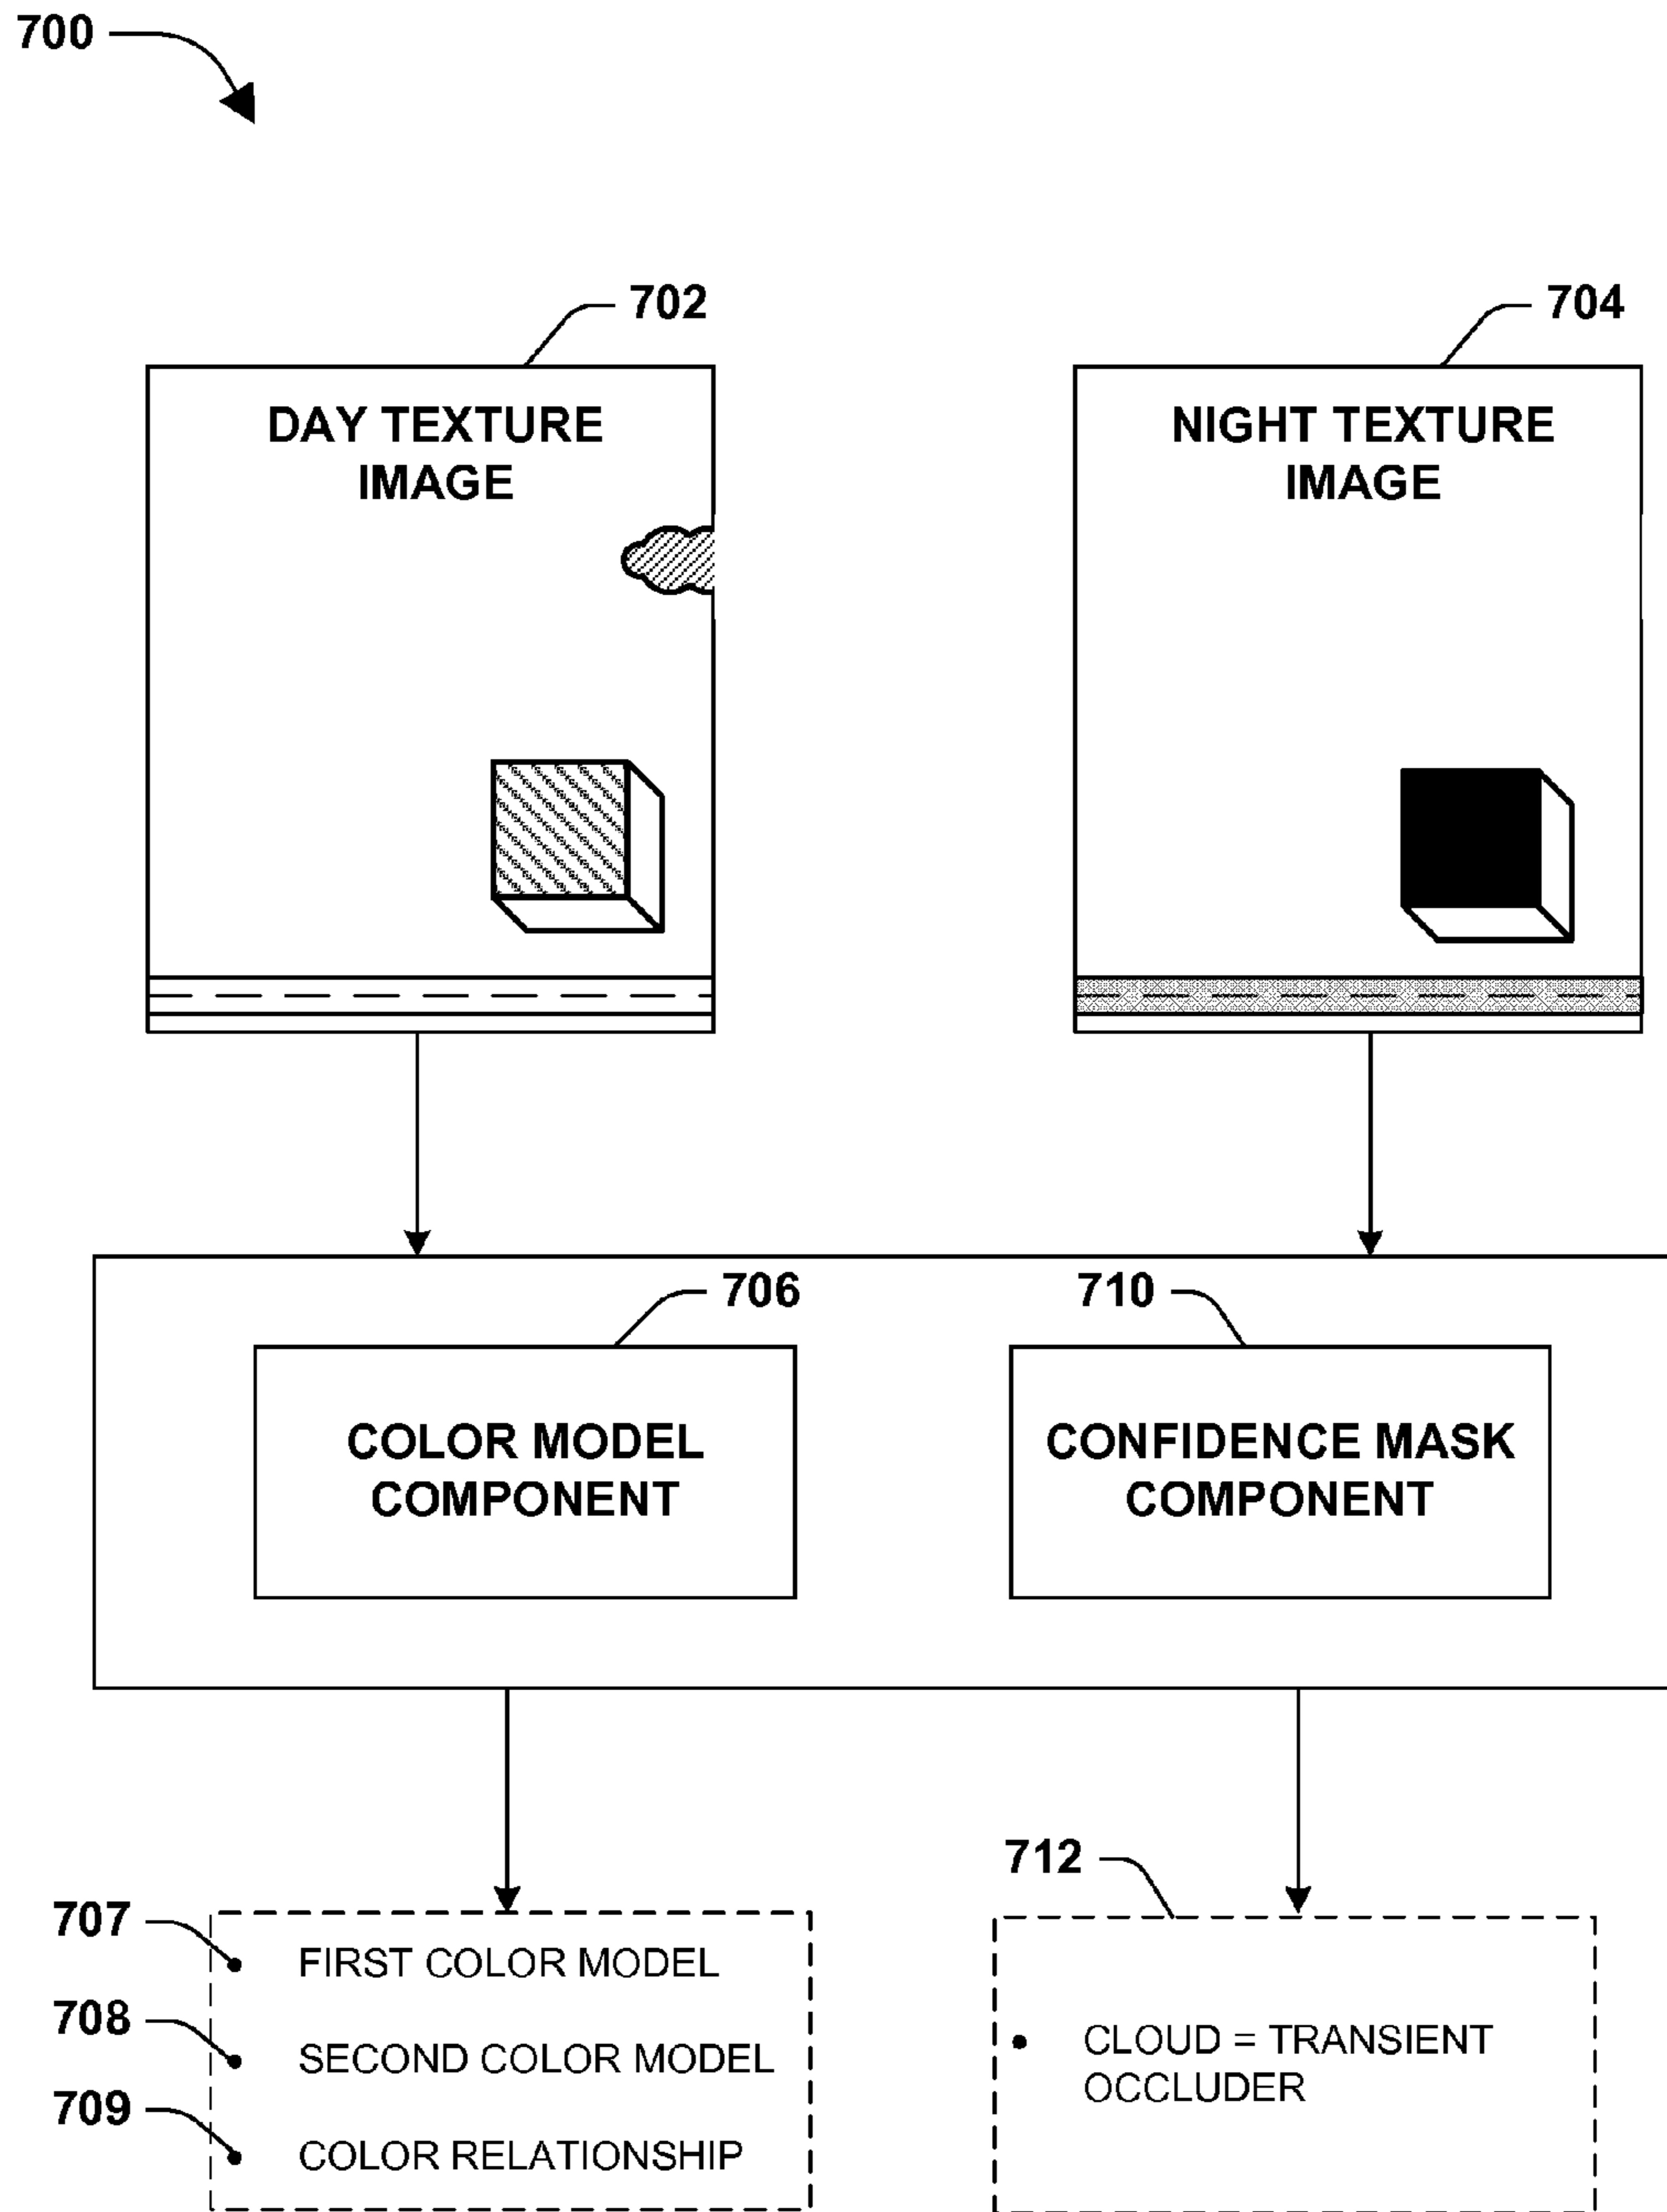 700
702
704
DAY TEXTURE
IMAGE
NIGHT TEXTURE
IMAGE
706
710
COLOR MODEL
COMPONENT
CONFIDENCE MASK
COMPONENT
712
707
• FIRST COLOR MODEL
708
• SECOND COLOR MODEL
709
• COLOR RELATIONSHIP
• CLOUD = TRANSIENT
OCCLUDER